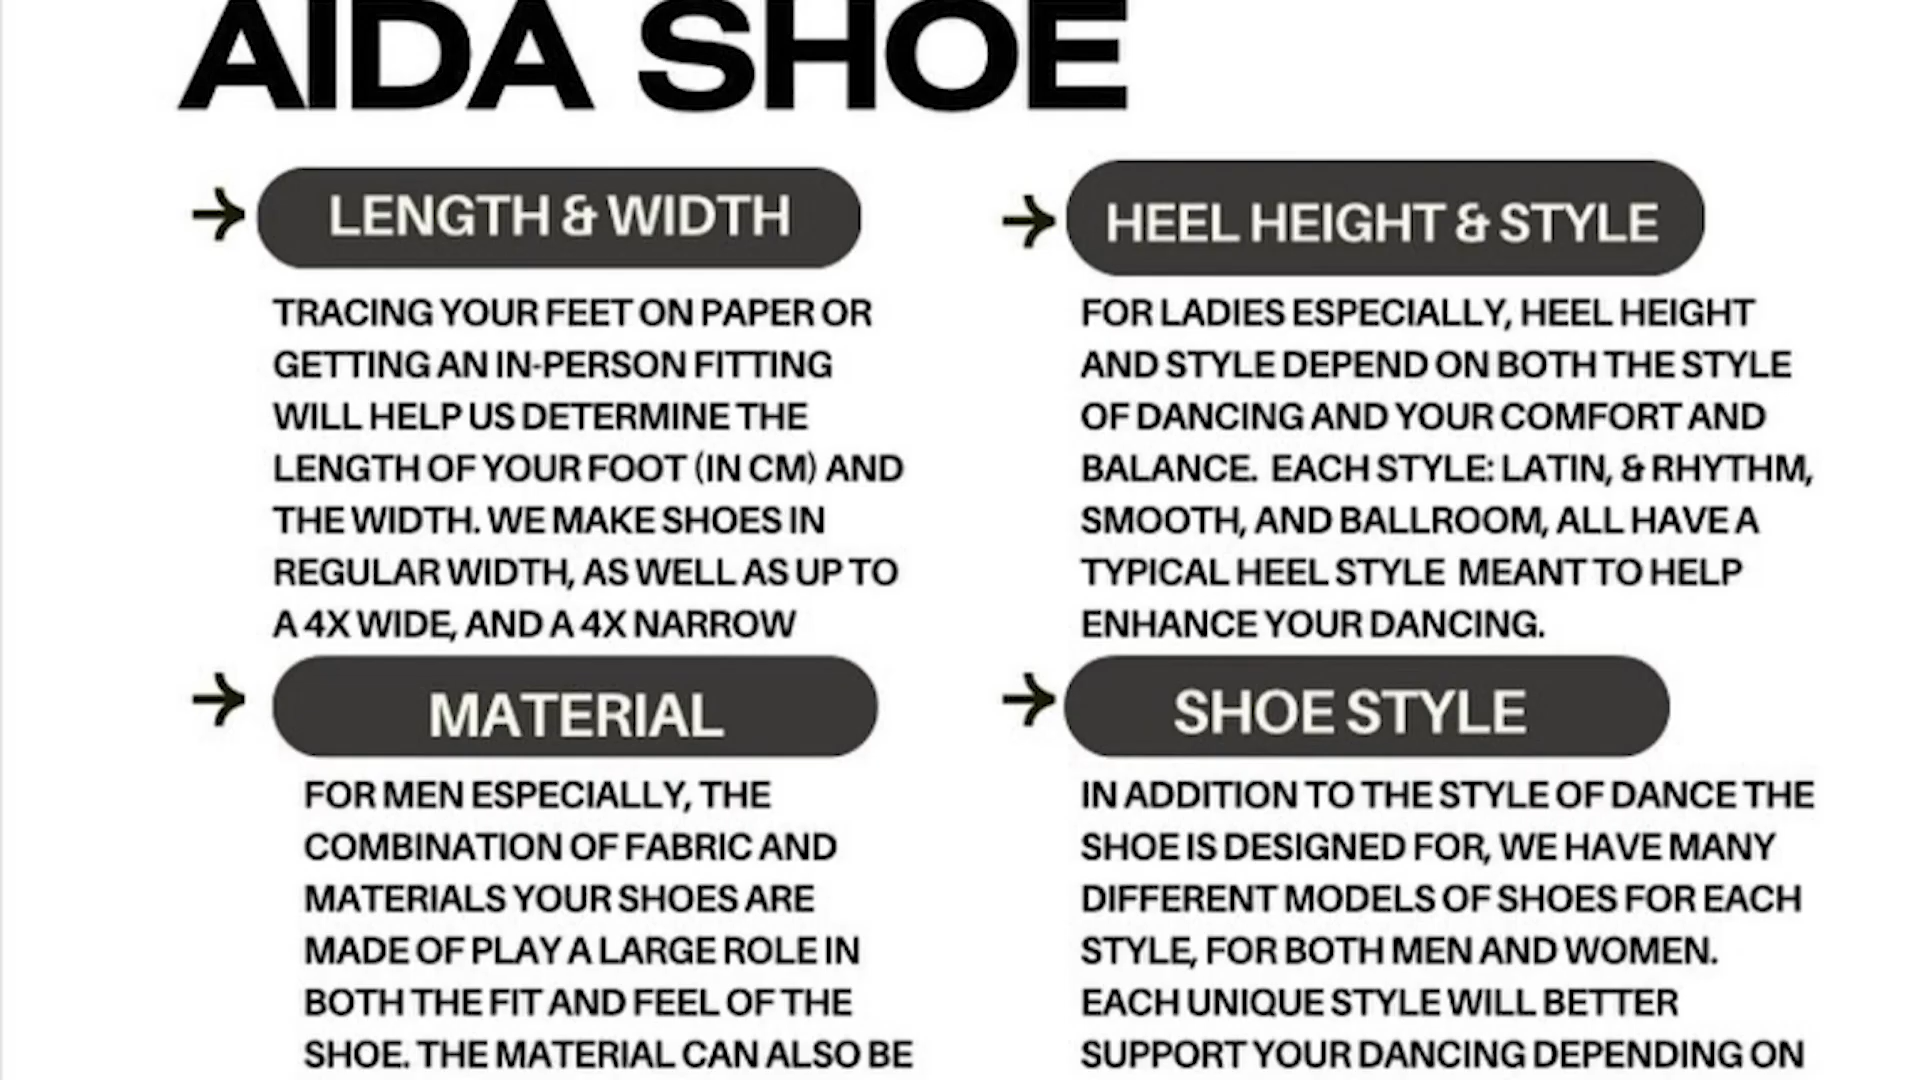 AIDA SHOE
LENGTH & WIDTH
TRACING YOUR FEET ON PAPER OR
GETTING AN IN-PERSON FITTING
WILL HELP US DETERMINE THE
LENGTH OF YOUR FOOT (IN CM) AND
THE WIDTH. WE MAKE SHOES IN
REGULAR WIDTH, AS WELL AS UP TO
A 4X WIDE, AND A 4X NARROW
HEEL HEIGHT & STYLE
FOR LADIES ESPECIALLY, HEEL HEIGHT
AND STYLE DEPEND ON BOTH THE STYLE
OF DANCING AND YOUR COMFORT AND
BALANCE. EACH STYLE: LATIN, & RHYTHM,
SMOOTH, AND BALLROOM, ALL HAVE A
TYPICAL HEEL STYLE MEANT TO HELP
ENHANCE YOUR DANCING.
MATERIAL
FOR MEN ESPECIALLY, THE
COMBINATION OF FABRIC AND
MATERIALS YOUR SHOES ARE
MADE OF PLAY A LARGE ROLE IN
BOTH THE FIT AND FEEL OF THE
SHOE. THE MATERIAL CAN ALSO BE
SHOE STYLE
IN ADDITION TO THE STYLE OF DANCE THE
SHOE IS DESIGNED FOR, WE HAVE MANY
DIFFERENT MODELS OF SHOES FOR EACH
STYLE, FOR BOTH MEN AND WOMEN.
EACH UNIQUE STYLE WILL BETTER
SUPPORT YOUR DANCING DEPENDING ON